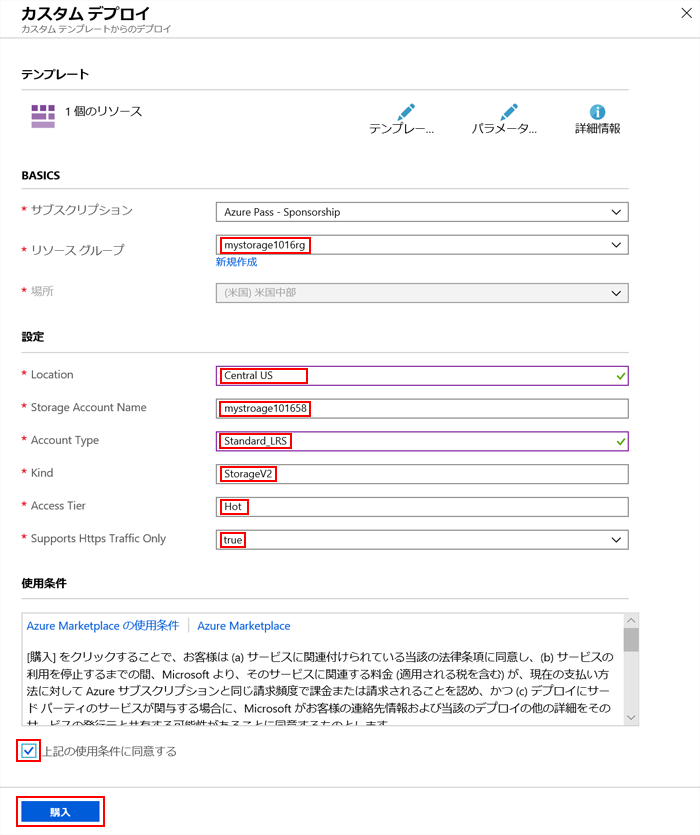 カスタム デプロイ
カスタム テンプレートからのデプロイ
テンプレート
1 個のリソース
テンプレー...
パラメータ...
詳細情報
BASICS
* サブスクリプション
Azure Pass - Sponsorship
* リソース グループ
mystorage1016rg
新規作成
* 場所
(米国) 米国中部
設定
* Location
Central US
* Storage Account Name
mystroage101658
* Account Type
Standard_LRS
* Kind
StorageV2
* Access Tier
Hot
* Supports Https Traffic Only
true
使用条件
Azure Marketplace の使用条件 | Azure Marketplace
[購入] をクリックすることで、お客様は (a) サービスに関連付けられている当該の法律条項に同意し、(b) サービスの
利用を停止するまでの間、Microsoft より、そのサービスに関連する料金 (適用される税を含む) が、現在の支払い方
法に対して Azure サブスクリプションと同じ請求頻度で課金または請求されることを認め、かつ (c) デプロイにサード
パーティのサービスが関与する場合に、Microsoft がお客様の連絡先情報および当該のデプロイの他の詳細をその
サービスの発行元と共有する可能性があることに同意するものとします
上記の使用条件に同意する
購入